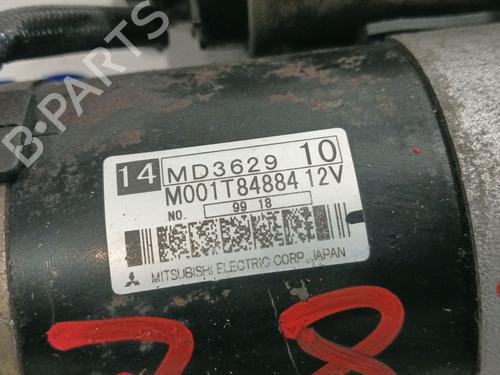 B-PARTS
14 MD3629 10
M001T84884 12V
NO. 99 18
MITSUBISHI ELECTRIC CORP. JAPAN